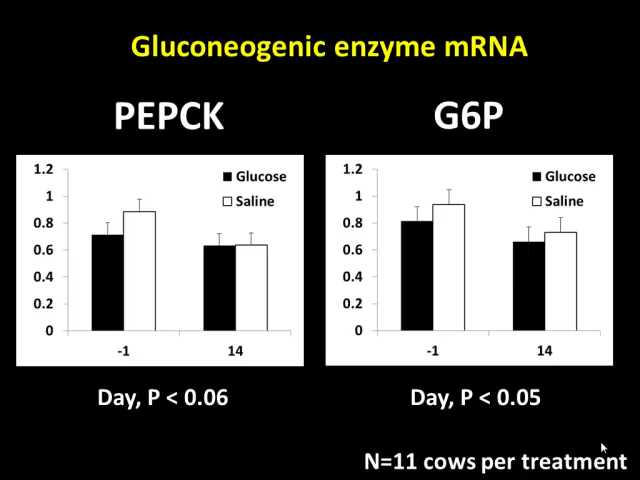 Gluconeogenic enzyme mRNA
PEPCK
G6P
1.2
1
0.8
0.6
0.4
0.2
0
Glucose
Saline
-1
14
1.2
1
0.8
0.6
0.4
0.2
0
Glucose
Saline
-1
14
Day, P < 0.06
Day, P < 0.05
N=11 cows per treatment